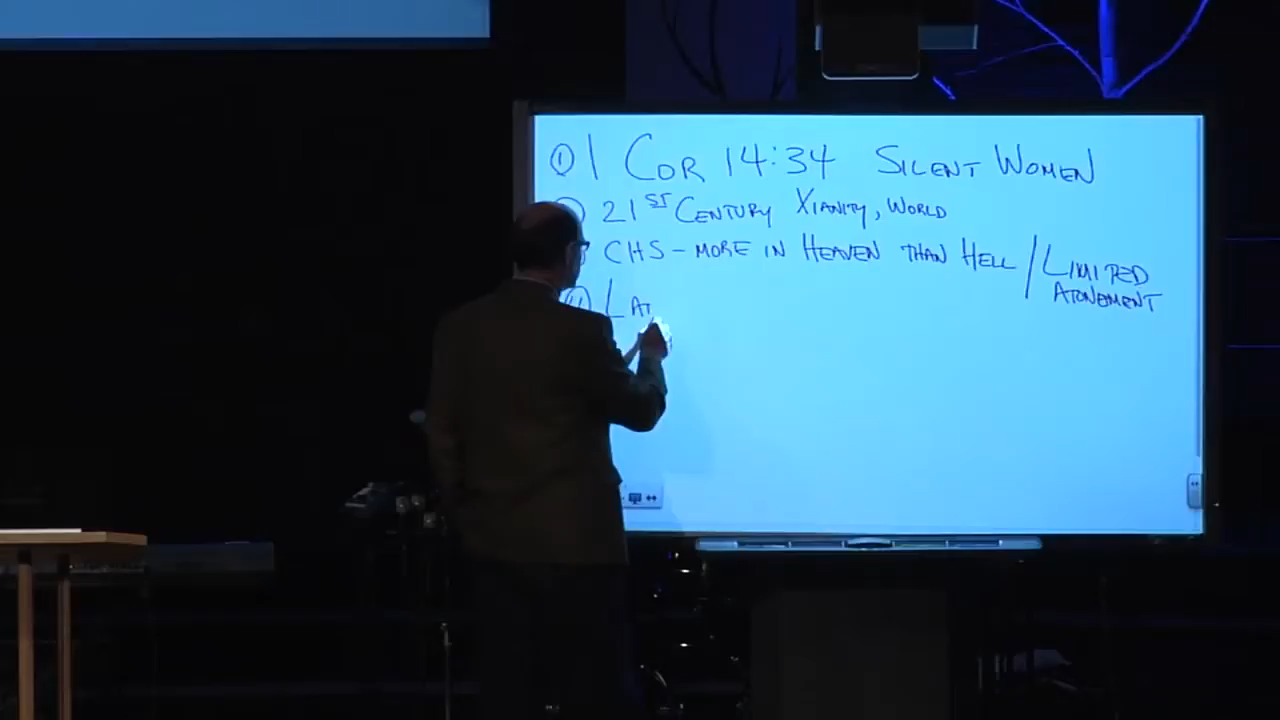 ① 1 COR 14:34 SILENT WOMEN
21ST CENTURY XIANITY, WORLD
CHS - MORE IN HEAVEN THAN HELL / LIMITED
ATONEMENT
LAT